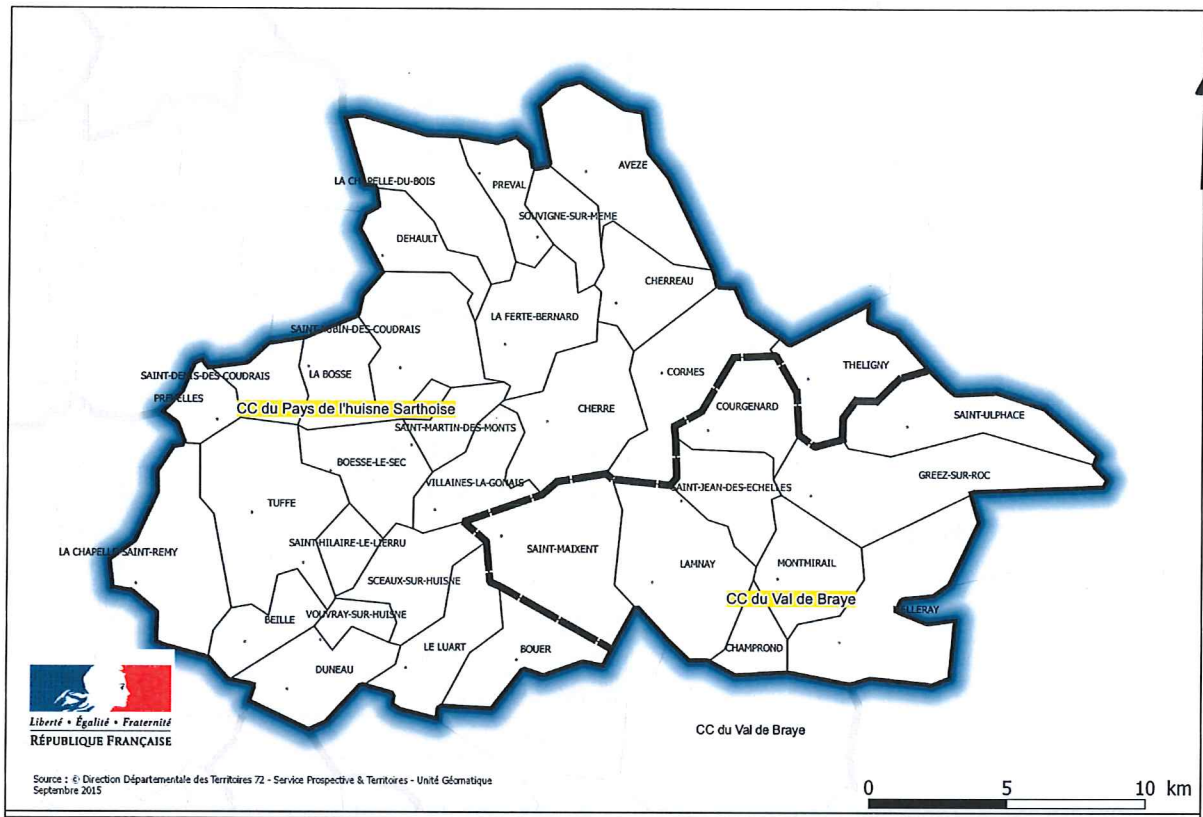 AVEZE
LA CHAPELLE-DU-BOIS
PREVAL
SOUVIGNE-SUR-MEME
DEHAULT
CHERREAU
LA FERTE-BERNARD
SAINT-AUBIN-DES-COUDRAIS
THELIGNY
SAINT-DENIS-DES-COUDRAIS
LA BOSSE
CORMES
PREVELLES
CC du Pays de l'huisne Sarthoise
CHERRE
COURGENARD
SAINT-ULPHACE
SAINT-MARTIN-DES-MONTS
BOESSE-LE-SEC
GREEZ-SUR-ROC
VILLAINES-LA-GONAIS
SAINT-JEAN-DES-ECHELLES
TUFFE
SAINT-HILAIRE-LE-LIERRU
SAINT-MAIXENT
LA CHAPELLE-SAINT-REMY
LAMNAY
MONTMIRAIL
SCEAUX-SUR-HUISNE
CC du Val de Braye
MELLERAY
VOUVRAY-SUR-HUISNE
BEILLE
LE LUART
BOUER
CHAMPROND
DUNEAU
Liberté • Égalité • Fraternité
RÉPUBLIQUE FRANÇAISE
CC du Val de Braye
Source : © Direction Départementale des Territoires 72 - Service Prospective & Territoires - Unité Géomatique
Septembre 2015
0 5 10 km